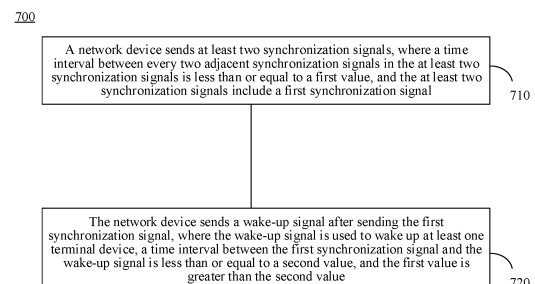 700
A network device sends at least two synchronization signals, where a time
interval between every two adjacent synchronization signals in the at least two
synchronization signals is less than or equal to a first value, and the at least two
synchronization signals include a first synchronization signal
710
The network device sends a wake-up signal after sending the first
synchronization signal, where the wake-up signal is used to wake up at least one
terminal device, a time interval between the first synchronization signal and the
wake-up signal is less than or equal to a second value, and the first value is
greater than the second value
720